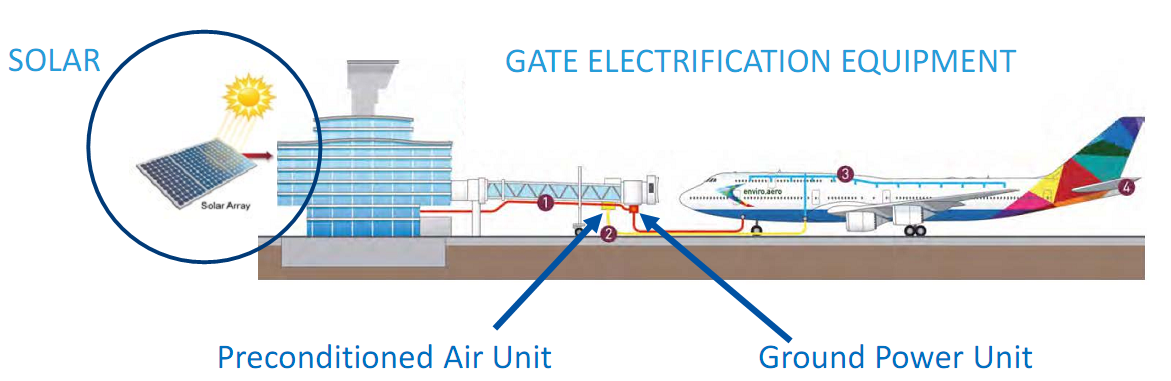 SOLAR
GATE ELECTRIFICATION EQUIPMENT
Solar Array
enviro.aero
1
2
3
4
Preconditioned Air Unit
Ground Power Unit